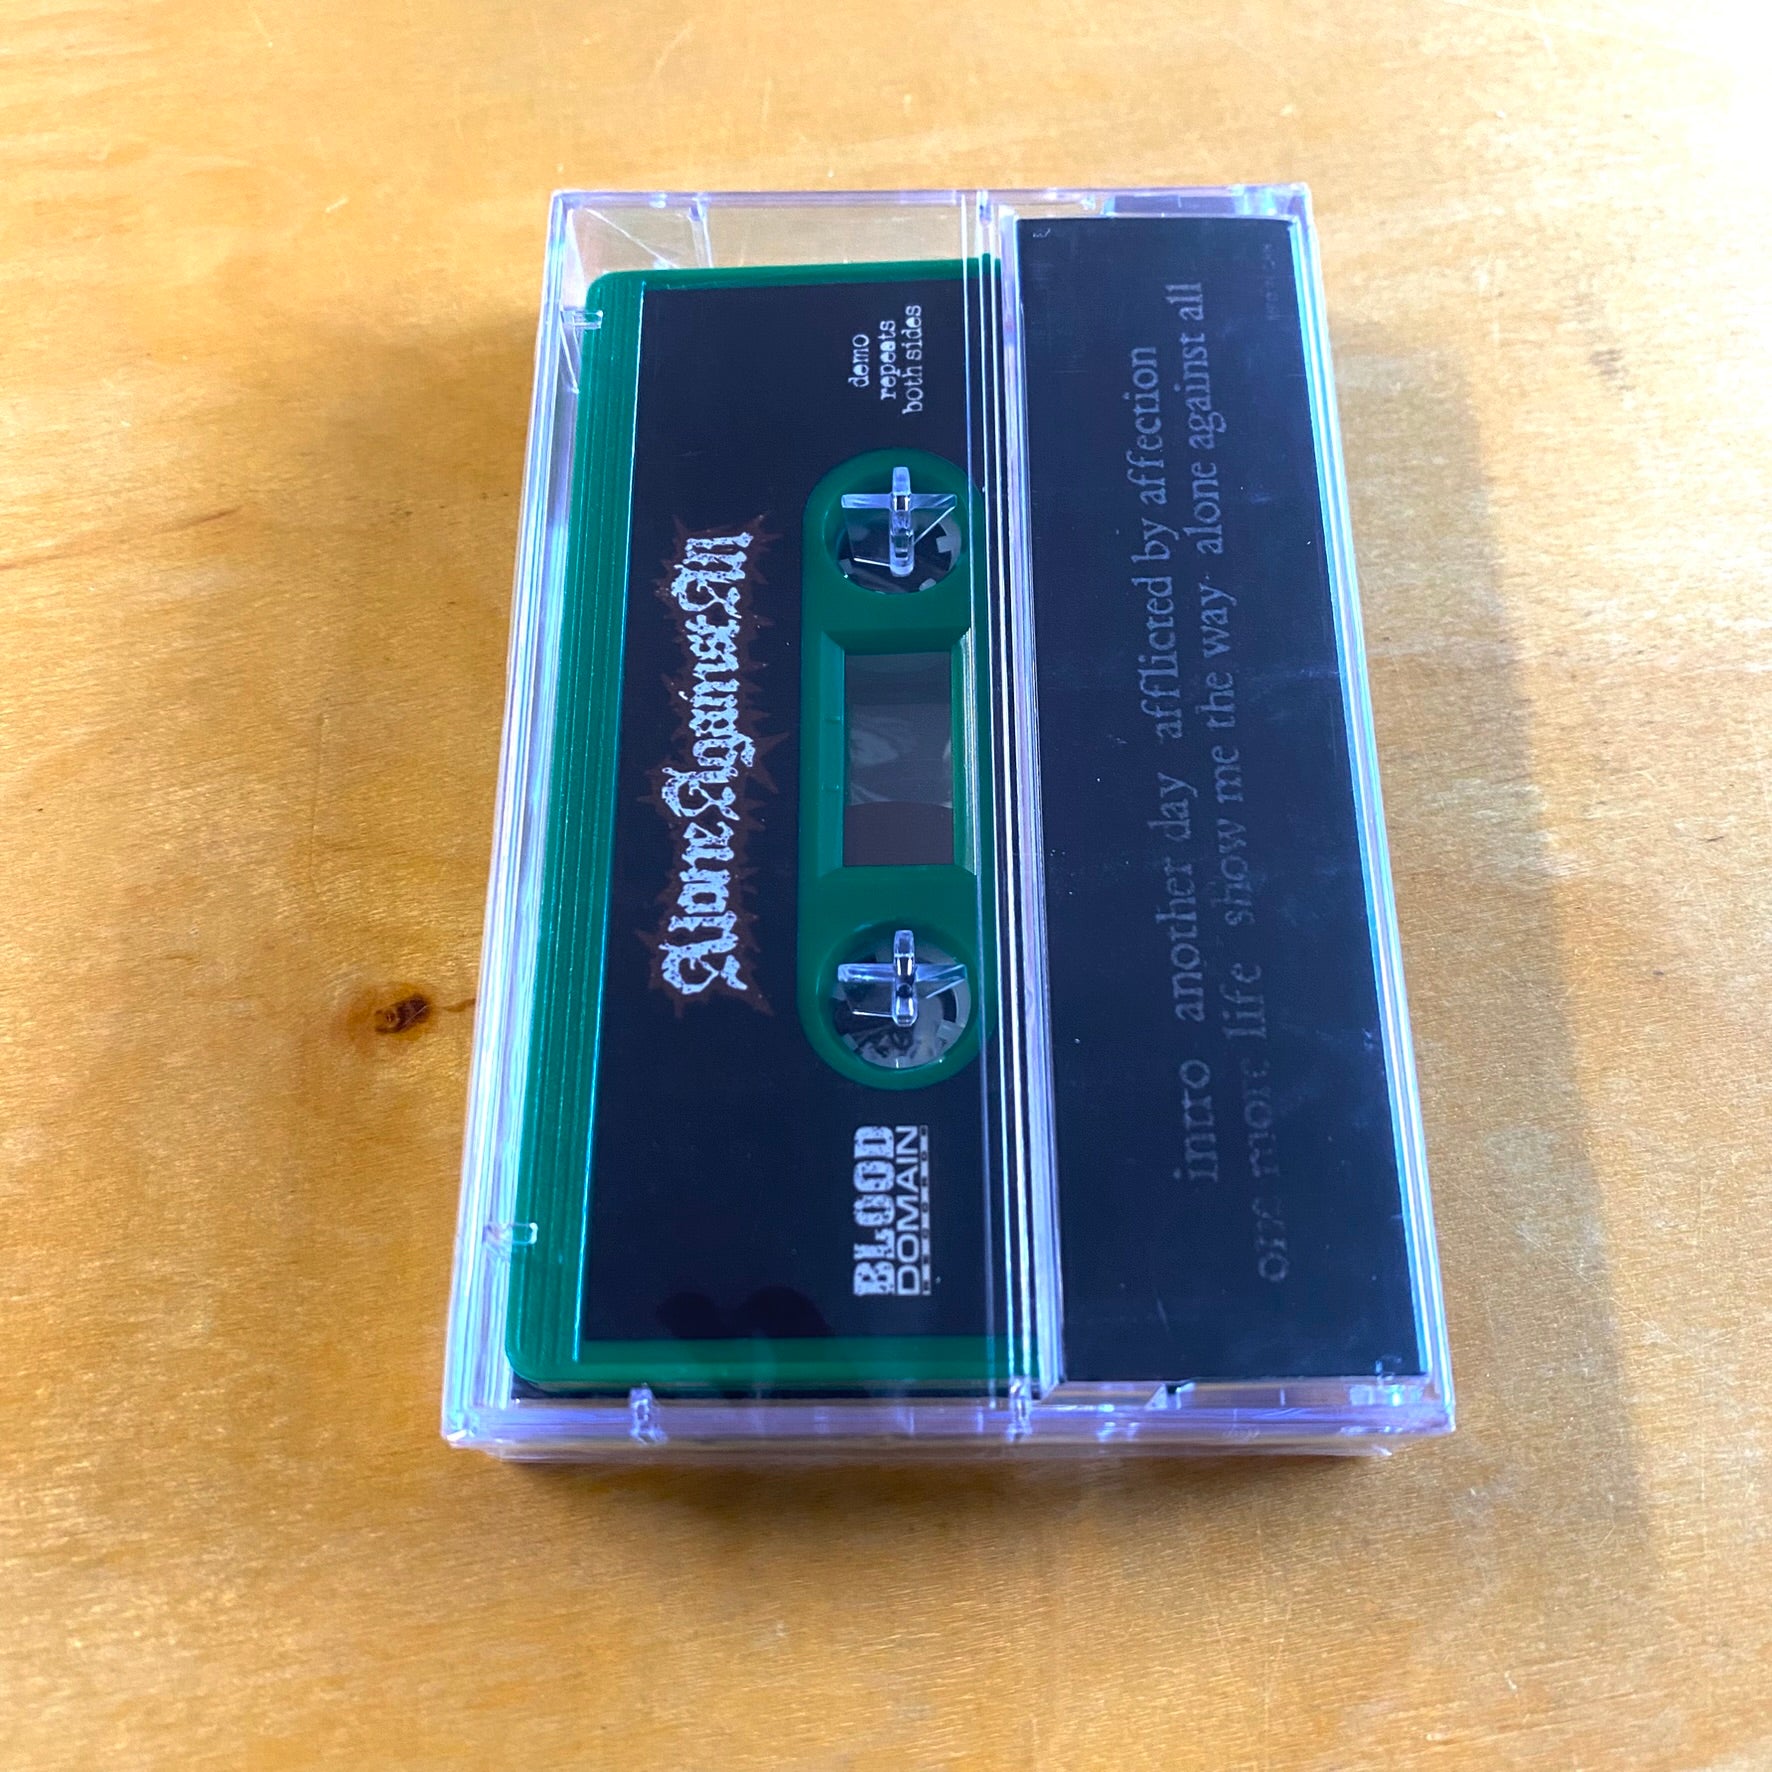 Alone Against All
demo
repeats
both sides
BLOOD
DOMAIN
RECORDS
intro another day afflicted by affection
one more life show me the way alone against all